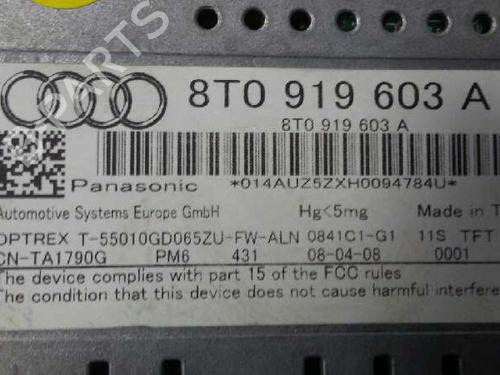 PARTS
8T0 919 603 A
8T0 919 603 A
Panasonic *014AUZ5ZXH0094784U*
Automotive Systems Europe GmbH Hg<5mg Made in
OPTREX T-55010GD065ZU-FW-ALN 0841C1-G1 11S TFT
CN-TA1790G PM6 431 08-04-08 0001
The device complies with part 15 of the FCC rules
The condition that this device does not cause harmful